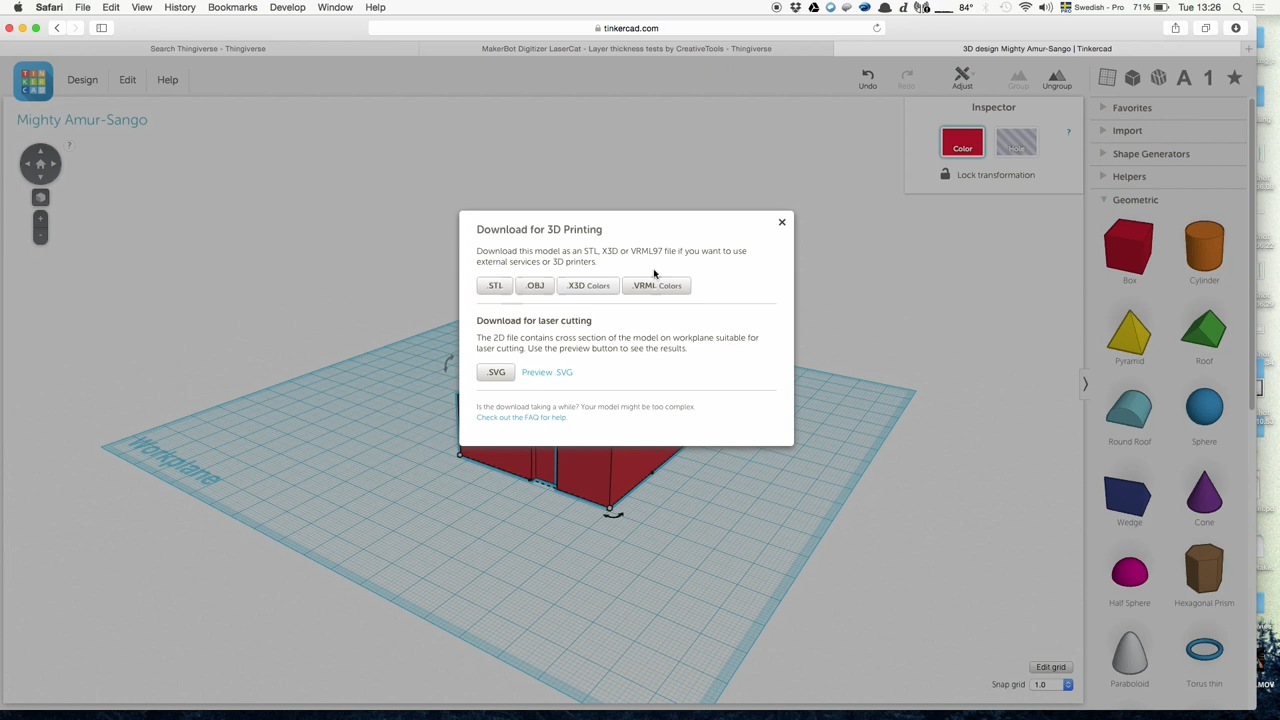 Safari File Edit View History Bookmarks Develop Window Help
84° Swedish - Pro 71% Tue 13:26
tinkercad.com
Search Thingiverse - Thingiverse
MakerBot Digitizer LaserCat - Layer thickness tests by CreativeTools - Thingiverse
3D design Mighty Amur-Sango | Tinkercad
TIN
KER
CAD
Design Edit Help
Undo Redo Adjust Group Ungroup
Mighty Amur-Sango
?
Inspector
Color Hole ?
Lock transformation
Favorites
Import
Shape Generators
Helpers
Geometric
Box Cylinder
Pyramid Roof
Round Roof Sphere
Wedge Cone
Half Sphere Hexagonal Prism
Paraboloid Torus thin
Download for 3D Printing
Download this model as an STL, X3D or VRML97 file if you want to use
external services or 3D printers.
.STL .OBJ .X3D Colors .VRML Colors
Download for laser cutting
The 2D file contains cross section of the model on workplane suitable for
laser cutting. Use the preview button to see the results.
.SVG Preview .SVG
Is the download taking a while? Your model might be too complex.
Check out the FAQ for help.
Workplane
Edit grid
Snap grid 1.0
.MOV